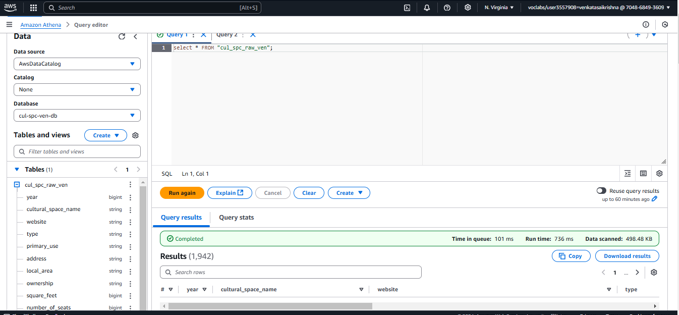 aws
Search
[Alt+S]
N. Virginia
voclabs/user3557908=venkatasaikrishna @ 7048-6849-3609
Amazon Athena
Query editor
Data
Data source
AwsDataCatalog
Catalog
None
Database
cul-spc-ven-db
Tables and views
Create
Filter tables and views
Tables (1)
1
cul_spc_raw_ven
year
bigint
cultural_space_name
string
website
string
type
string
primary_use
string
address
string
local_area
string
ownership
string
square_feet
bigint
number_of_seats
string
Query 1
Query 2
1
select * FROM "cul_spc_raw_ven";
SQL
Ln 1, Col 1
Run again
Explain
Cancel
Clear
Create
Reuse query results
up to 60 minutes ago
Query results
Query stats
Completed
Time in queue: 101 ms
Run time: 736 ms
Data scanned: 498.48 KB
Results (1,942)
Copy
Download results
Search rows
1
...
#
year
cultural_space_name
website
type